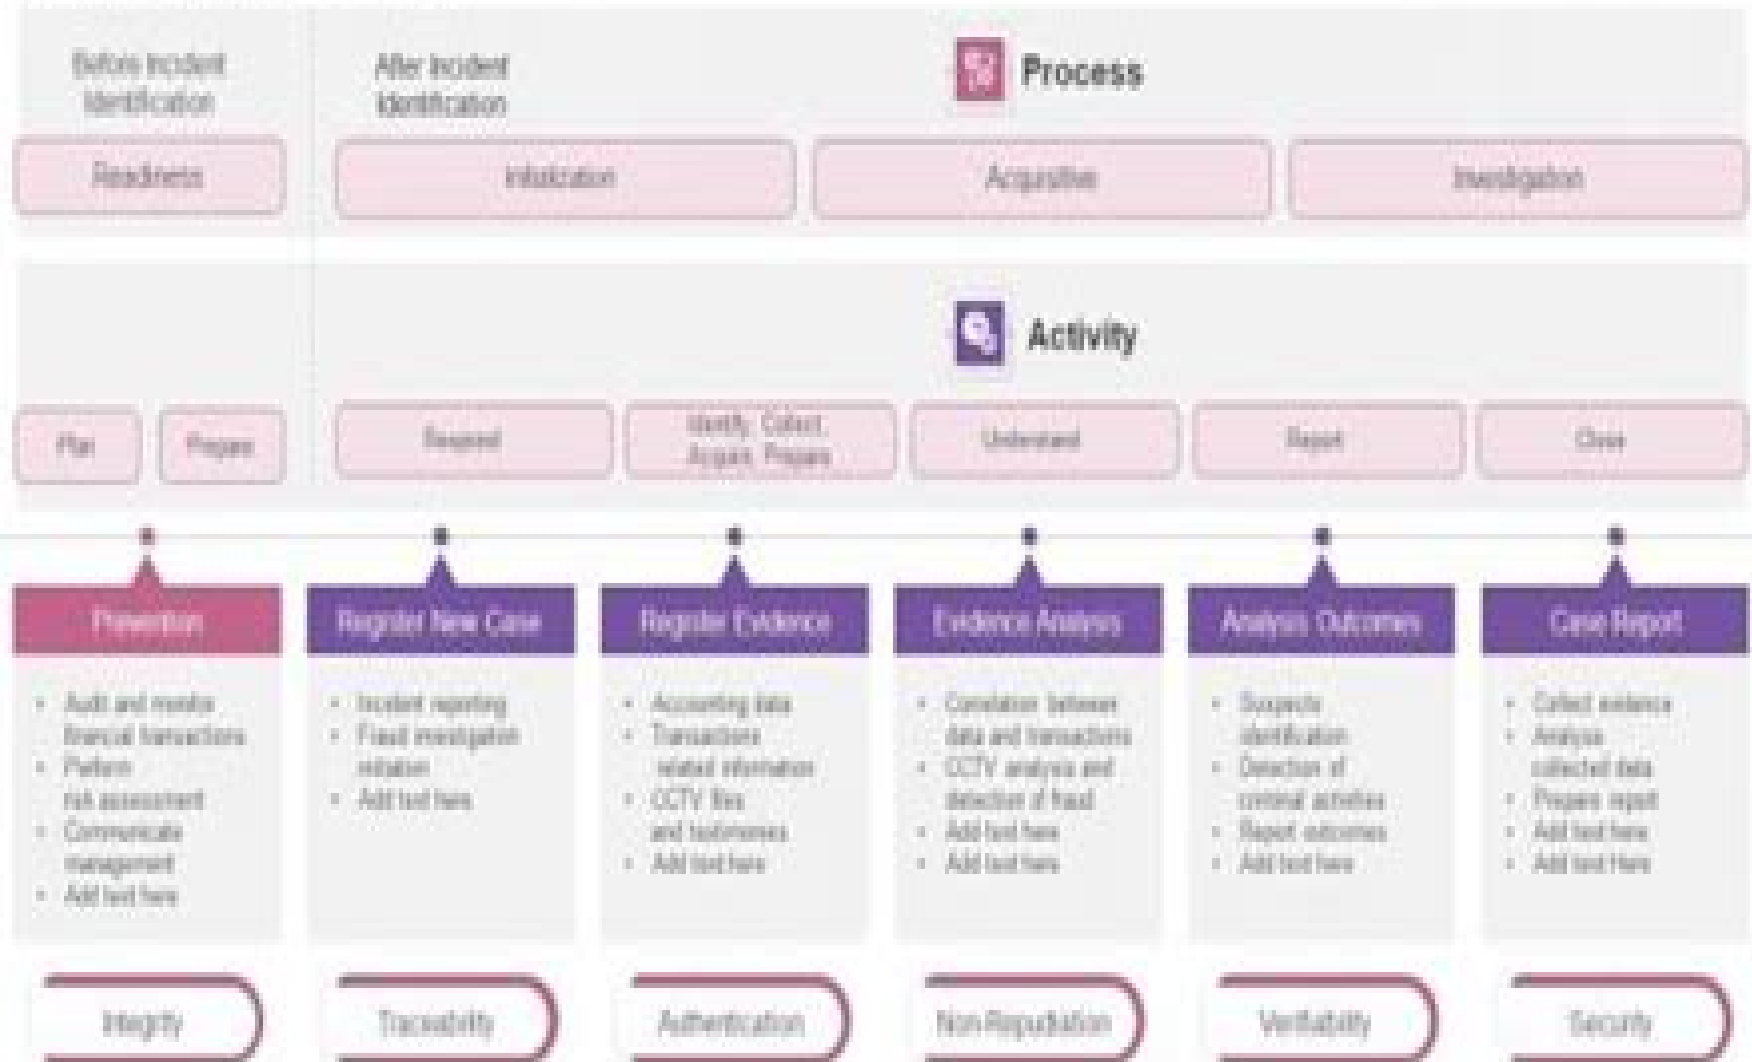 Before Incident
Identification
After Incident
Identification
Process
Readiness
Initialization
Acquisitive
Investigation
Activity
Plan
Prepare
Respond
Identify, Collect,
Acquire, Prepare
Understand
Report
Close
Prevention
Audit and monitor
financial transactions
Perform
risk assessment
Communicate
management
Add text here
Register New Case
Incident reporting
Fraud investigation
initiation
Add text here
Register Evidence
Accounting data
Transactions
related information
CCTV files
and testimonies
Add text here
Evidence Analysis
Correlation between
data and transactions
CCTV analysis and
detection of fraud
Add text here
Add text here
Analysis Outcomes
Suspects
identification
Detection of
criminal activities
Report outcomes
Add text here
Case Report
Collect evidence
Analysis
collected data
Prepare report
Add text here
Add text Here
Integrity
Traceability
Authentication
Non-Repudiation
Verifiability
Security